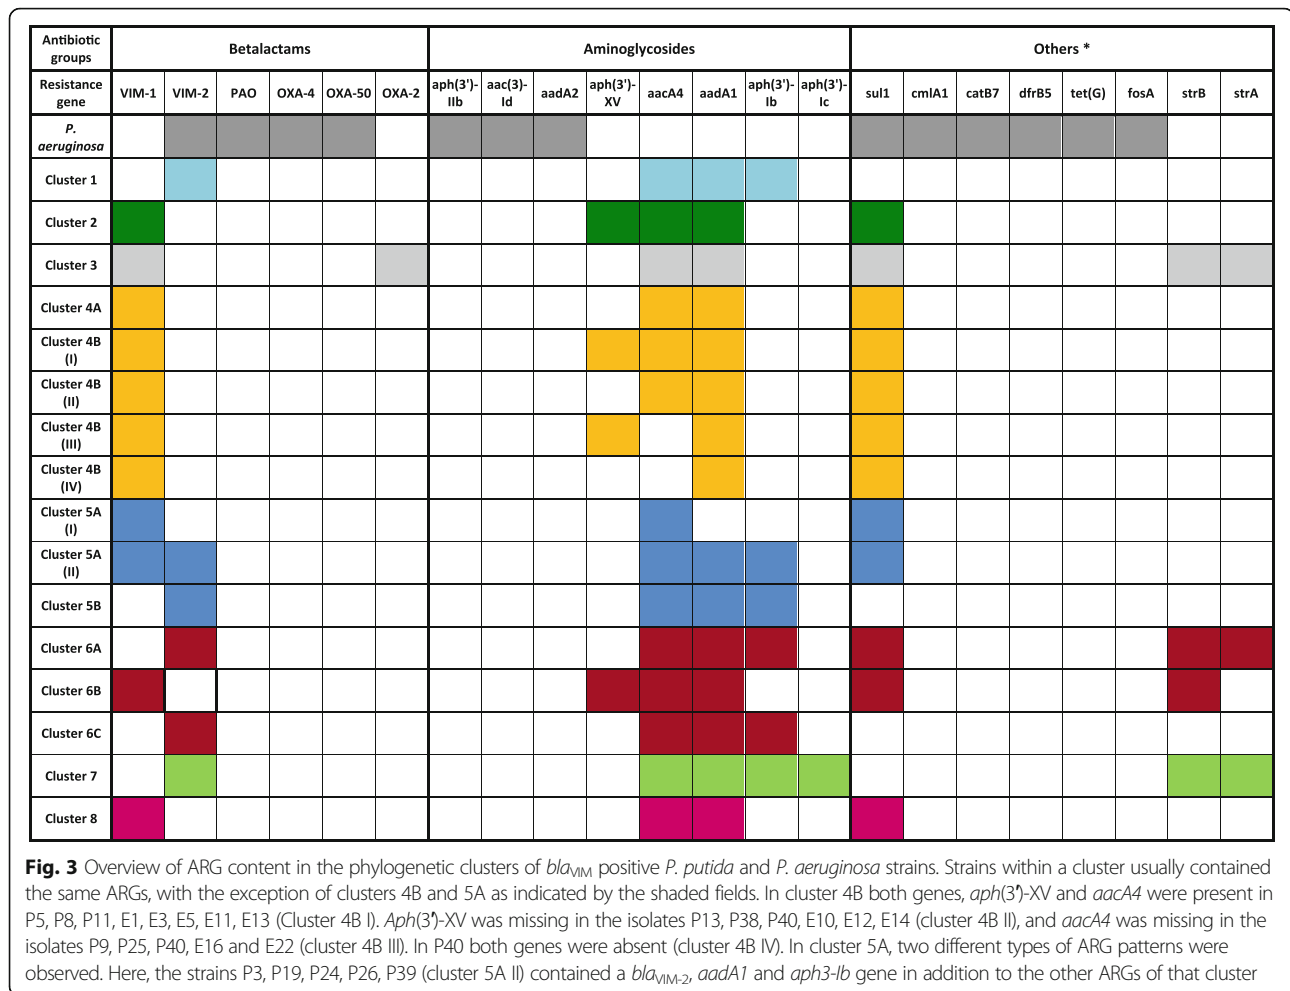 Antibiotic groups Betalactams Aminoglycosides Others *
Resistance gene VIM-1 VIM-2 PAO OXA-4 OXA-50 OXA-2 aph(3')-IIb aac(3)-Id aadA2 aph(3')-XV aacA4 aadA1 aph(3')-Ib aph(3')-Ic sul1 cmlA1 catB7 dfrB5 tet(G) fosA strB strA
P. aeruginosa
Cluster 1
Cluster 2
Cluster 3
Cluster 4A
Cluster 4B (I)
Cluster 4B (II)
Cluster 4B (III)
Cluster 4B (IV)
Cluster 5A (I)
Cluster 5A (II)
Cluster 5B
Cluster 6A
Cluster 6B
Cluster 6C
Cluster 7
Cluster 8
Fig. 3 Overview of ARG content in the phylogenetic clusters of blaVIM positive P. putida and P. aeruginosa strains. Strains within a cluster usually contained
the same ARGs, with the exception of clusters 4B and 5A as indicated by the shaded fields. In cluster 4B both genes, aph(3')-XV and aacA4 were present in
P5, P8, P11, E1, E3, E5, E11, E13 (Cluster 4B I). Aph(3')-XV was missing in the isolates P13, P38, P40, E10, E12, E14 (cluster 4B II), and aacA4 was missing in the
isolates P9, P25, P40, E16 and E22 (cluster 4B III). In P40 both genes were absent (cluster 4B IV). In cluster 5A, two different types of ARG patterns were
observed. Here, the strains P3, P19, P24, P26, P39 (cluster 5A II) contained a blaVIM-2, aadA1 and aph3-Ib gene in addition to the other ARGs of that cluster